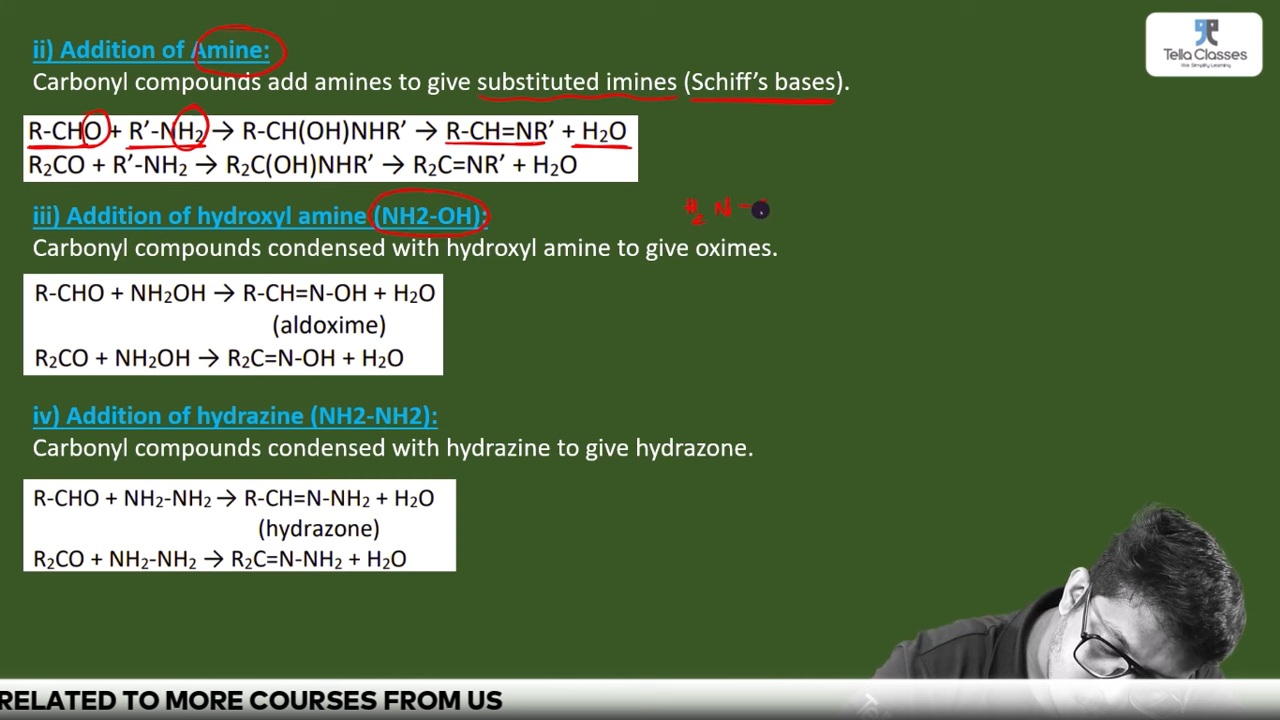 ii) Addition of Amine:
Carbonyl compounds add amines to give substituted imines (Schiff’s bases).
R-CHO + R’-NH₂ → R-CH(OH)NHR’ → R-CH=NR’ + H₂O
R₂CO + R’-NH₂ → R₂C(OH)NHR’ → R₂C=NR’ + H₂O
iii) Addition of hydroxyl amine (NH2-OH):
H₂ N -
Carbonyl compounds condensed with hydroxyl amine to give oximes.
R-CHO + NH₂OH → R-CH=N-OH + H₂O
(aldoxime)
R₂CO + NH₂OH → R₂C=N-OH + H₂O
iv) Addition of hydrazine (NH2-NH2):
Carbonyl compounds condensed with hydrazine to give hydrazone.
R-CHO + NH₂-NH₂ → R-CH=N-NH₂ + H₂O
(hydrazone)
R₂CO + NH₂-NH₂ → R₂C=N-NH₂ + H₂O
Tella Classes
We Simplify Learning
RELATED TO MORE COURSES FROM US